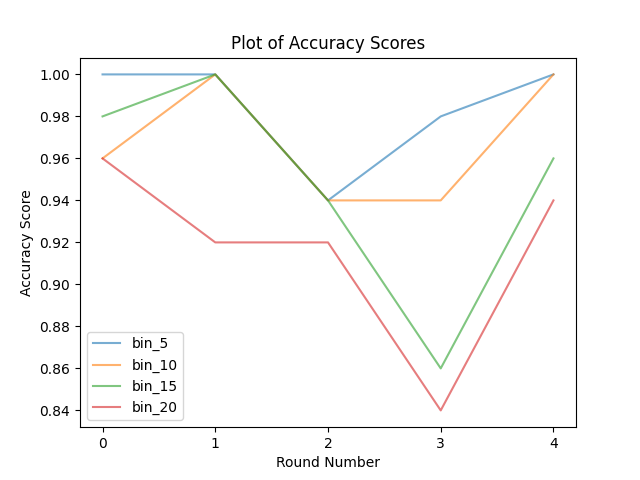 Plot of Accuracy Scores
1.00
0.98
0.96
0.94
0.92
0.90
0.88
0.86
0.84
Accuracy Score
bin_5
bin_10
bin_15
bin_20
0 1 2 3 4
Round Number